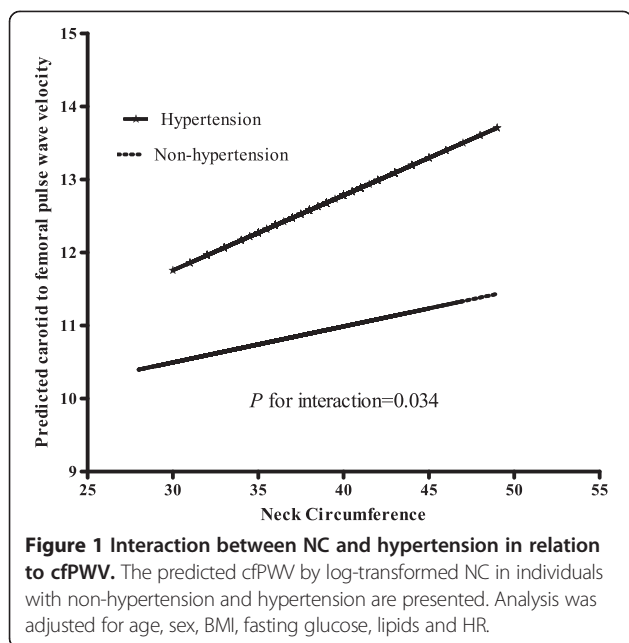 15
14
13
12
11
10
9
Predicted carotid to femoral pulse wave velocity
Hypertension
Non-hypertension
P for interaction=0.034
25 30 35 40 45 50 55
Neck Circumference
Figure 1 Interaction between NC and hypertension in relation
to cfPWV. The predicted cfPWV by log-transformed NC in individuals
with non-hypertension and hypertension are presented. Analysis was
adjusted for age, sex, BMI, fasting glucose, lipids and HR.